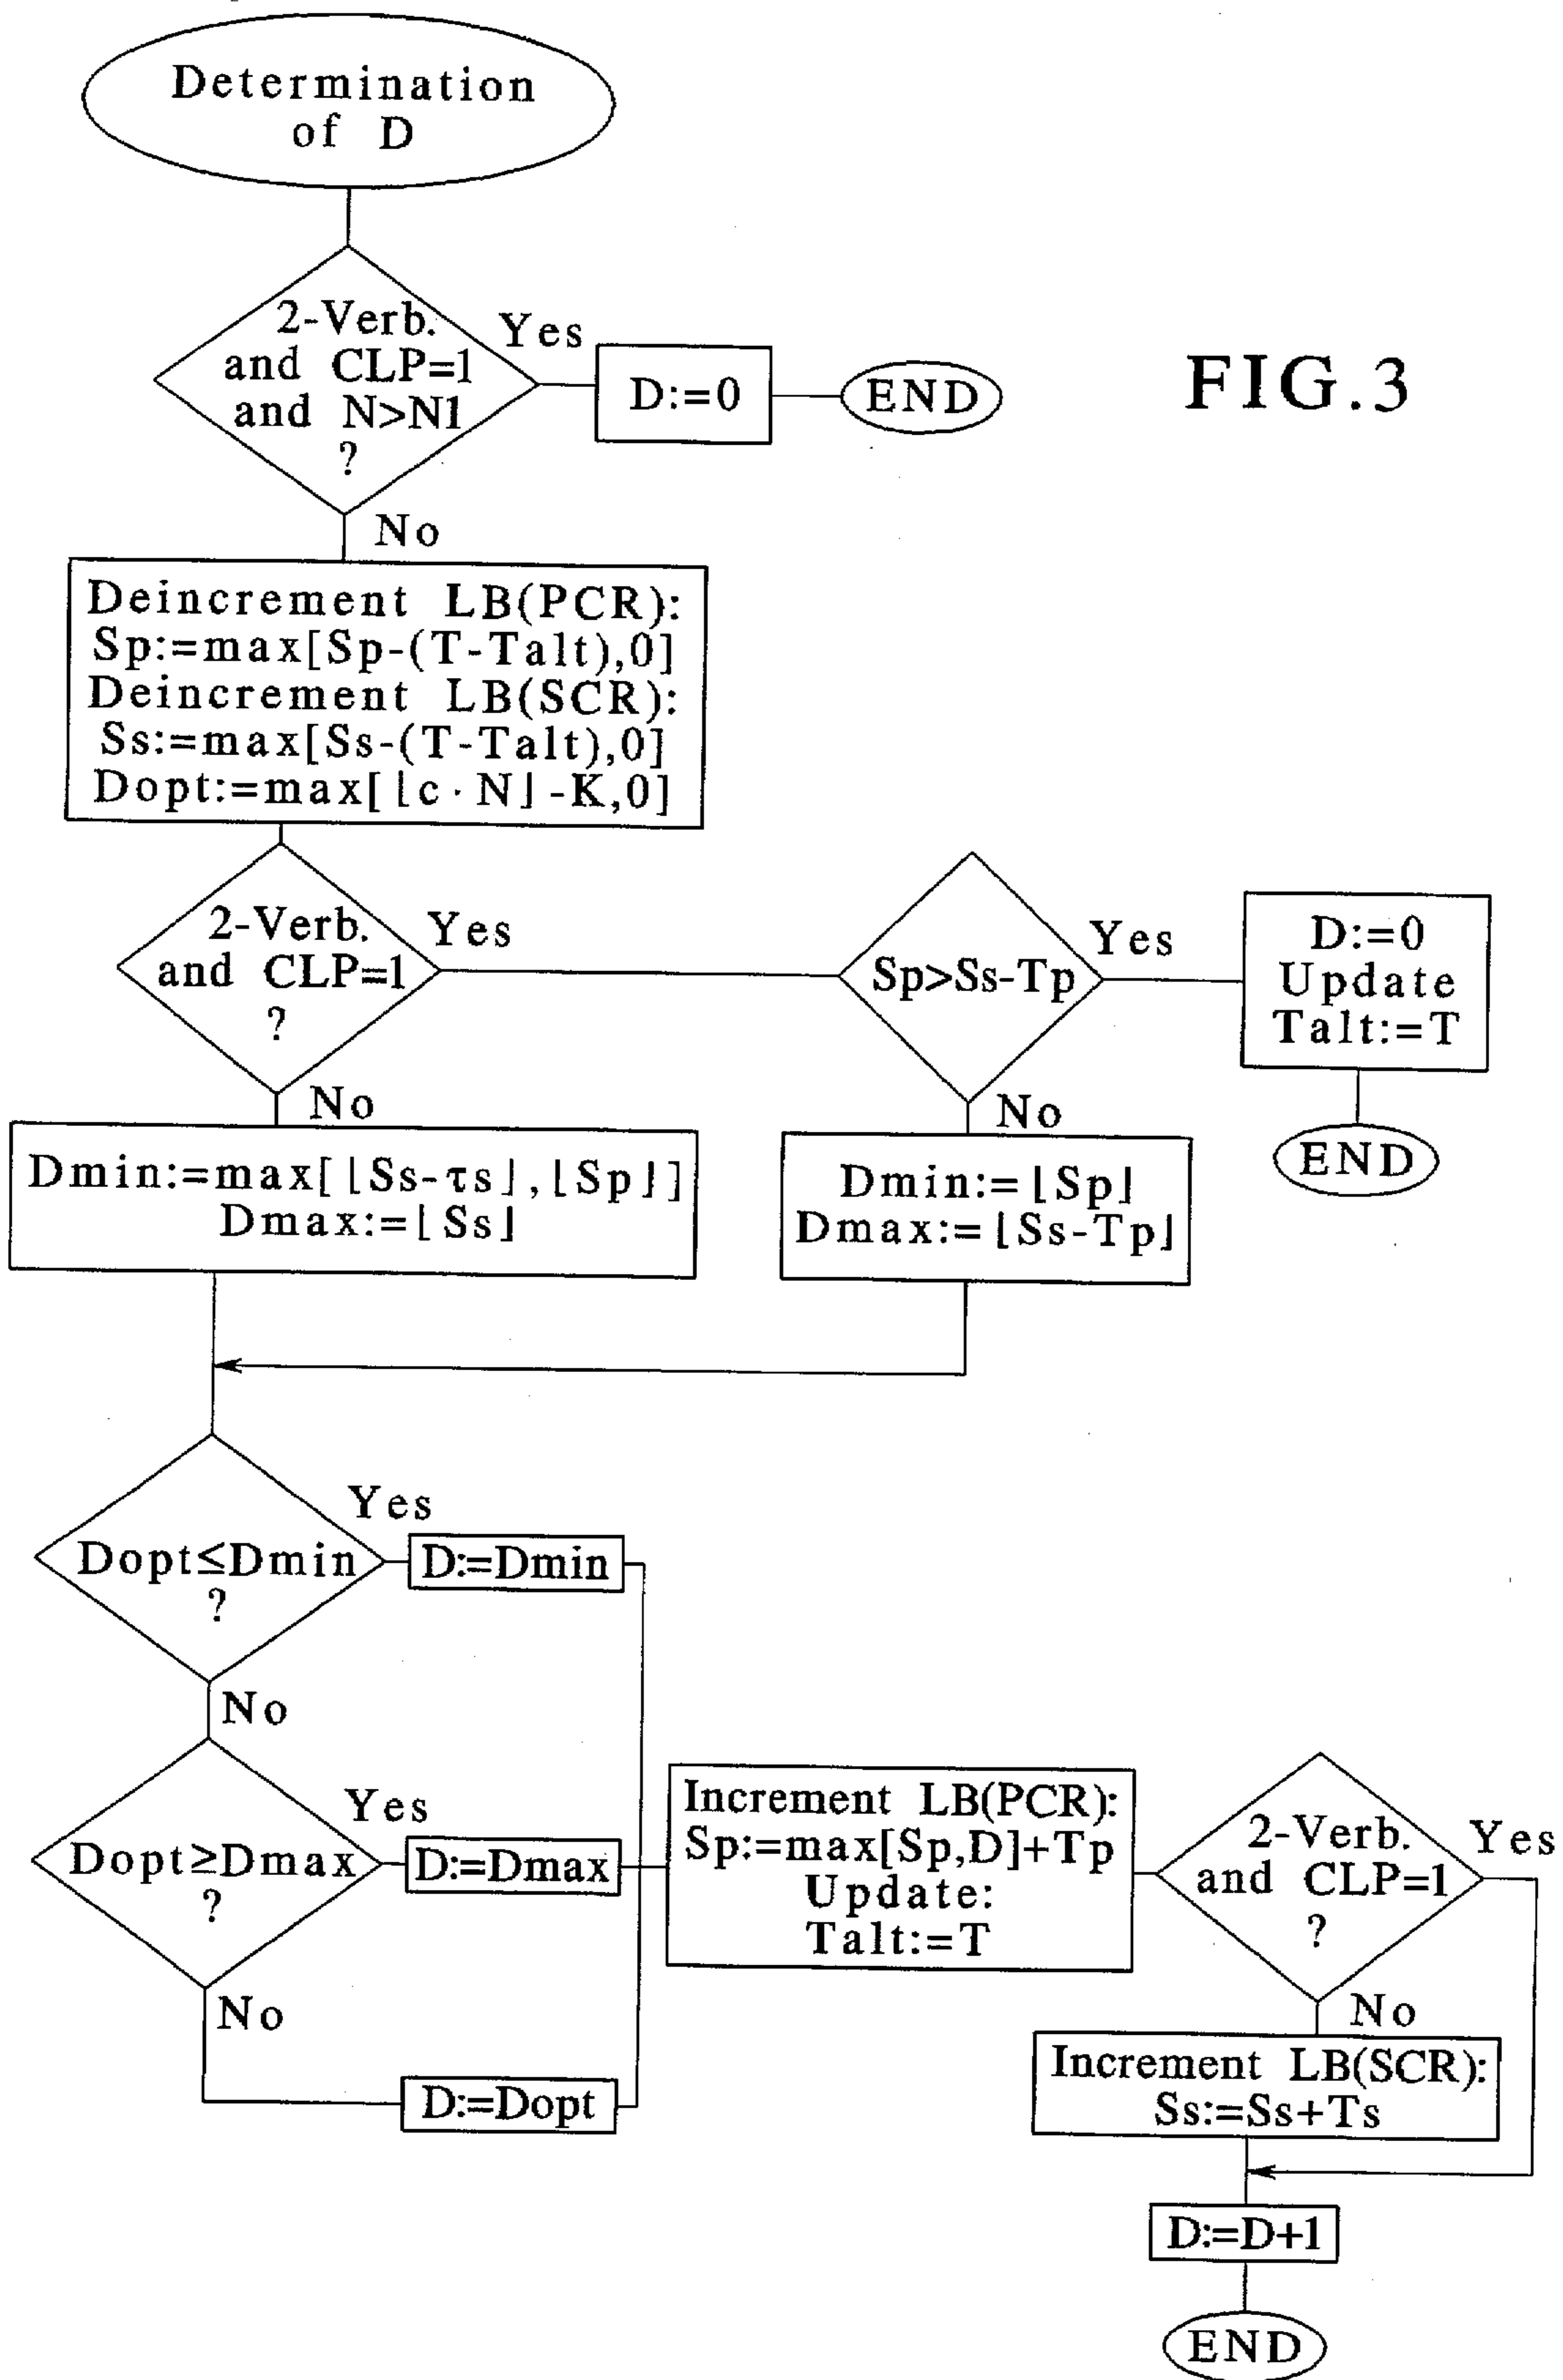 Determination
of D
2-Verb.
and CLP=1
and N>N1
?
Yes
D:=0
END
FIG.3
No
Deincrement LB(PCR):
Sp:=max[Sp-(T-Talt),0]
Deincrement LB(SCR):
Ss:=max[Ss-(T-Talt),0]
Dopt:=max[⌊c·N⌋-K,0]
2-Verb.
and CLP=1
?
Yes
Sp>Ss-Tp
Yes
D:=0
Update
Talt:=T
END
No
Dmin:=max[⌊Ss-τs⌋,⌊Sp⌋]
Dmax:=⌊Ss⌋
No
Dmin:=⌊Sp⌋
Dmax:=⌊Ss-Tp⌋
Dopt≤Dmin
?
Yes
D:=Dmin
No
Dopt≥Dmax
?
Yes
D:=Dmax
No
D:=Dopt
Increment LB(PCR):
Sp:=max[Sp,D]+Tp
Update:
Talt:=T
2-Verb.
and CLP=1
?
Yes
No
Increment LB(SCR):
Ss:=Ss+Ts
D:=D+1
END